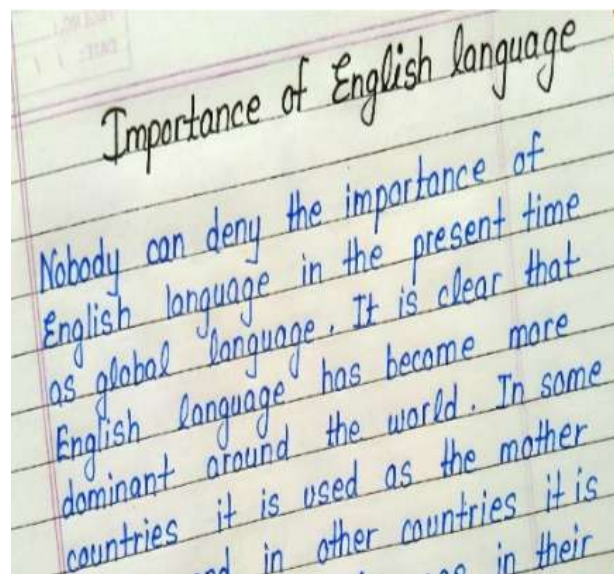 Importance of English language
Nobody can deny the importance of
English language in the present time
as global language. It is clear that
English language has become more
dominant around the world. In some
countries it is used as the mother
in other countries it is
in their